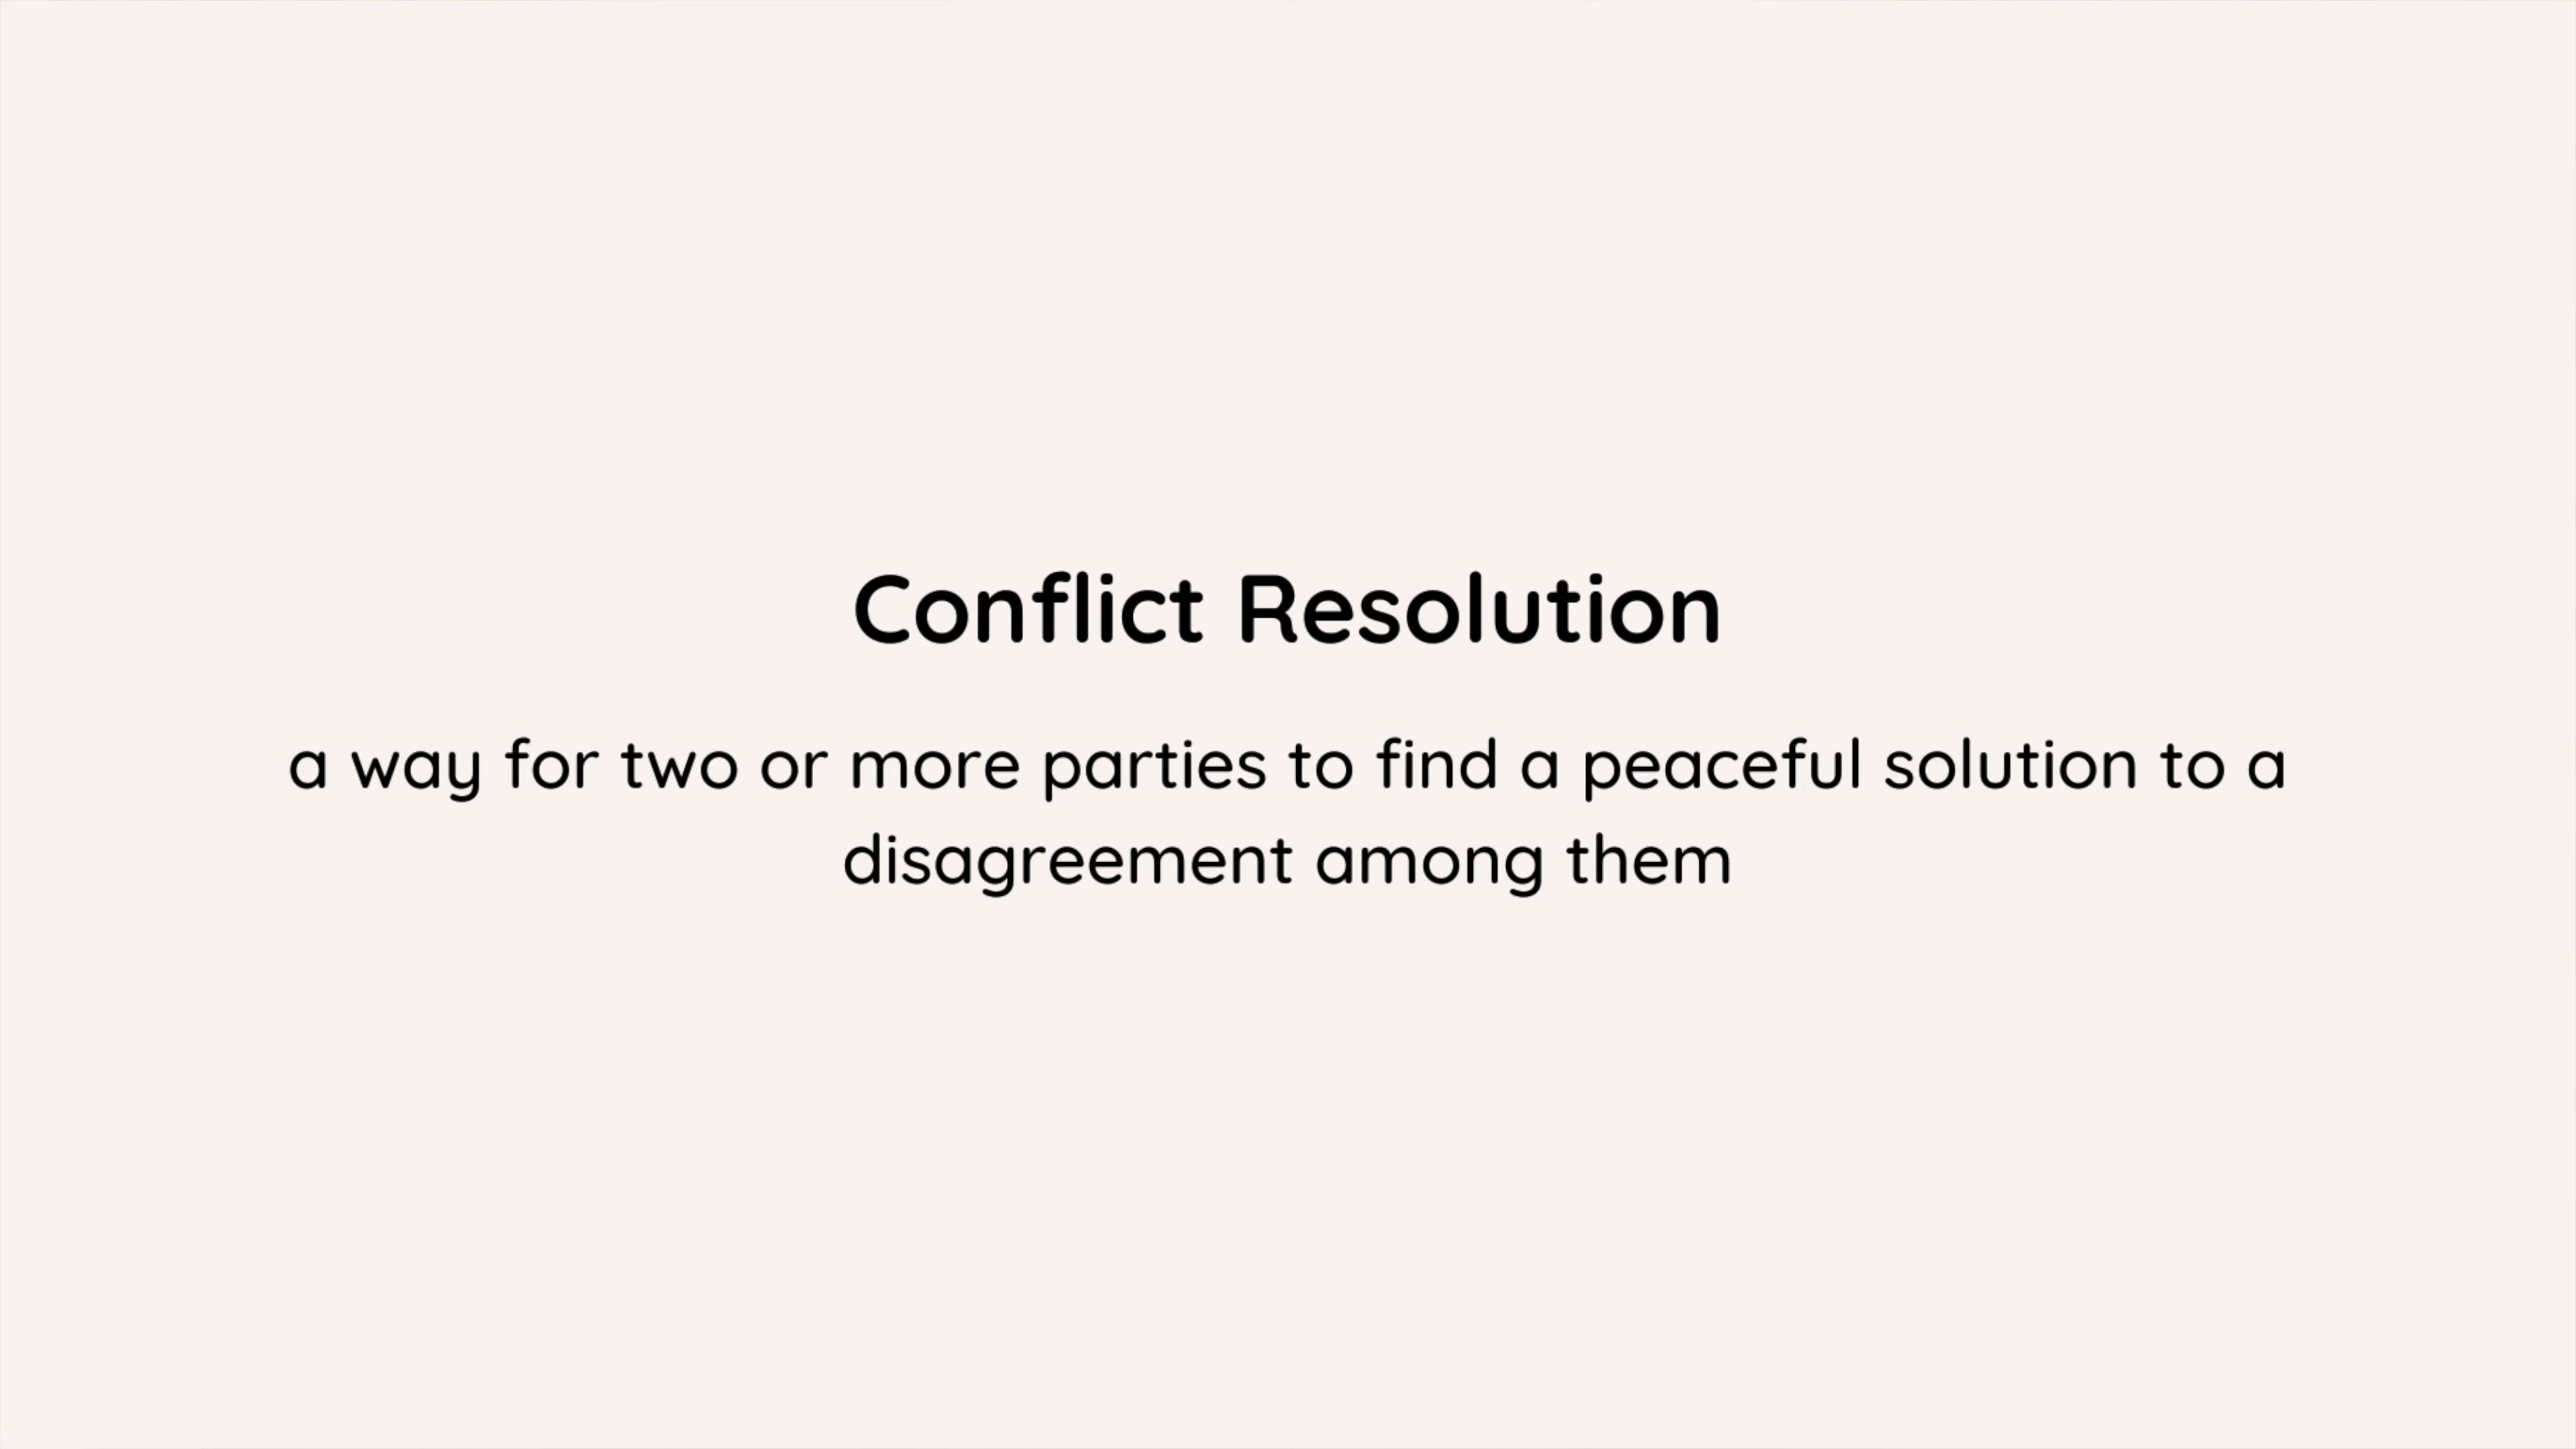 Conflict Resolution
a way for two or more parties to find a peaceful solution to a
disagreement among them